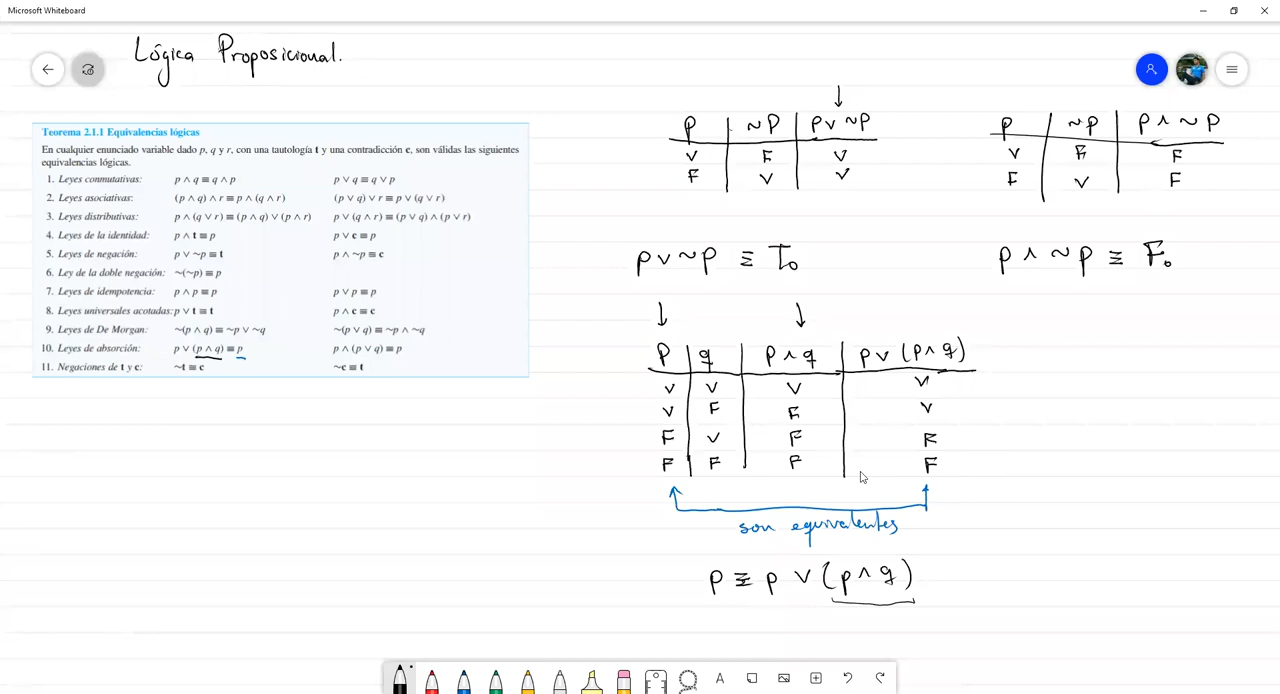 Microsoft Whiteboard
Lógica Proposicional.
Teorema 2.1.1 Equivalencias lógicas
En cualquier enunciado variable dado p, q y r, con una tautología t y una contradicción c, son válidas las siguientes
equivalencias lógicas.
1. Leyes conmutativas: p ∧ q ≡ q ∧ p p ∨ q ≡ q ∨ p
2. Leyes asociativas: (p ∧ q) ∧ r ≡ p ∧ (q ∧ r) (p ∨ q) ∨ r ≡ p ∨ (q ∨ r)
3. Leyes distributivas: p ∧ (q ∨ r) ≡ (p ∧ q) ∨ (p ∧ r) p ∨ (q ∧ r) ≡ (p ∨ q) ∧ (p ∨ r)
4. Leyes de la identidad: p ∧ t ≡ p p ∨ c ≡ p
5. Leyes de negación: p ∨ ~p ≡ t p ∧ ~p ≡ c
6. Ley de la doble negación: ~(~p) ≡ p
7. Leyes de idempotencia: p ∧ p ≡ p p ∨ p ≡ p
8. Leyes universales acotadas: p ∨ t ≡ t p ∧ c ≡ c
9. Leyes de De Morgan: ~(p ∧ q) ≡ ~p ∨ ~q ~(p ∨ q) ≡ ~p ∧ ~q
10. Leyes de absorción: p ∨ (p ∧ q) ≡ p p ∧ (p ∨ q) ≡ p
11. Negaciones de t y c: ~t ≡ c ~c ≡ t
p ~p p ∨ ~p
V F V
F V V
p ~p p ∧ ~p
V F F
F V F
p ∨ ~p ≡ T₀
p ∧ ~p ≡ F₀
p q p ∧ q p ∨ (p ∧ q)
V V V V
V F F V
F V F F
F F F F
son equivalentes
p ≡ p ∨ (p ∧ q)
A